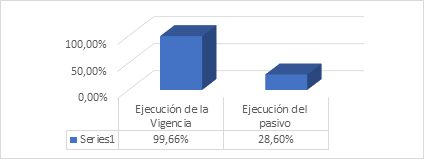 100,00%
50,00%
0,00%
Ejecución de la Ejecución del
Vigencia pasivo
Series1 99,66% 28,60%